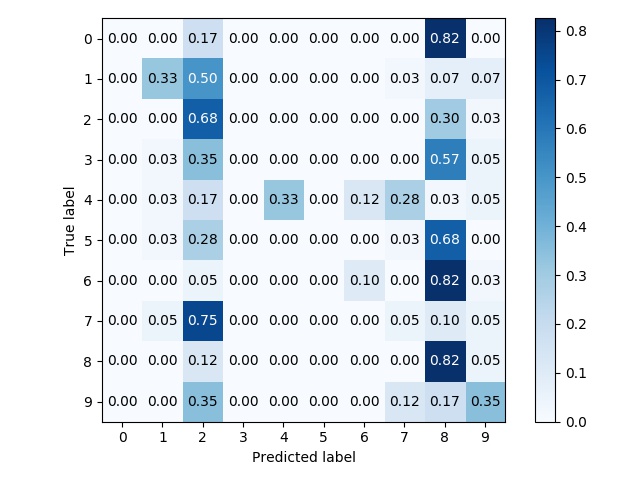 0 0.00 0.00 0.17 0.00 0.00 0.00 0.00 0.00 0.82 0.00
1 0.00 0.33 0.50 0.00 0.00 0.00 0.00 0.03 0.07 0.07
2 0.00 0.00 0.68 0.00 0.00 0.00 0.00 0.00 0.30 0.03
3 0.00 0.03 0.35 0.00 0.00 0.00 0.00 0.00 0.57 0.05
4 0.00 0.03 0.17 0.00 0.33 0.00 0.12 0.28 0.03 0.05
5 0.00 0.03 0.28 0.00 0.00 0.00 0.00 0.03 0.68 0.00
6 0.00 0.00 0.05 0.00 0.00 0.00 0.10 0.00 0.82 0.03
7 0.00 0.05 0.75 0.00 0.00 0.00 0.00 0.05 0.10 0.05
8 0.00 0.00 0.12 0.00 0.00 0.00 0.00 0.00 0.82 0.05
9 0.00 0.00 0.35 0.00 0.00 0.00 0.00 0.12 0.17 0.35
0 1 2 3 4 5 6 7 8 9
Predicted label
True label
0.8
0.7
0.6
0.5
0.4
0.3
0.2
0.1
0.0